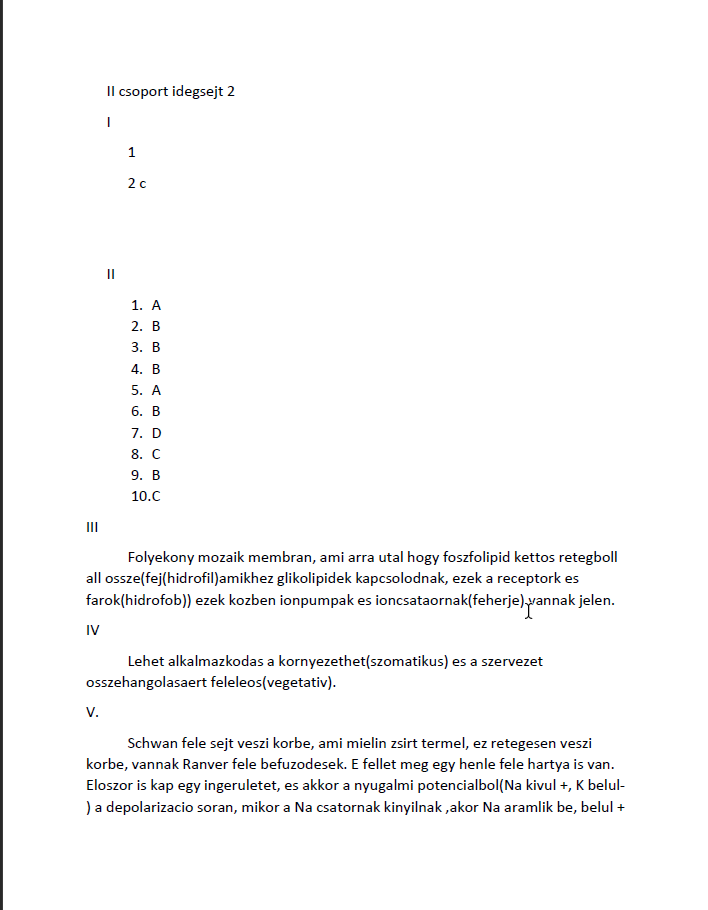 II csoport idegsejt 2
I
1
2 c
II
1. A
2. B
3. B
4. B
5. A
6. B
7. D
8. C
9. B
10.C
III
Folyekony mozaik membran, ami arra utal hogy foszfolipid kettos retegboll
all ossze(fej(hidrofil)amikhez glikolipidek kapcsolodnak, ezek a receptork es
farok(hidrofob)) ezek kozben ionpumpak es ioncsataornak(feherje),vannak jelen.
IV
Lehet alkalmazkodas a kornyezethet(szomatikus) es a szervezet
osszehangolasaert feleleos(vegetativ).
V.
Schwan fele sejt veszi korbe, ami mielin zsirt termel, ez retegesen veszi
korbe, vannak Ranver fele befuzodesek. E fellet meg egy henle fele hartya is van.
Eloszor is kap egy ingeruletet, es akkor a nyugalmi potencialbol(Na kivul +, K belul-
) a depolarizacio soran, mikor a Na csatornak kinyilnak ,akor Na aramlik be, belul +